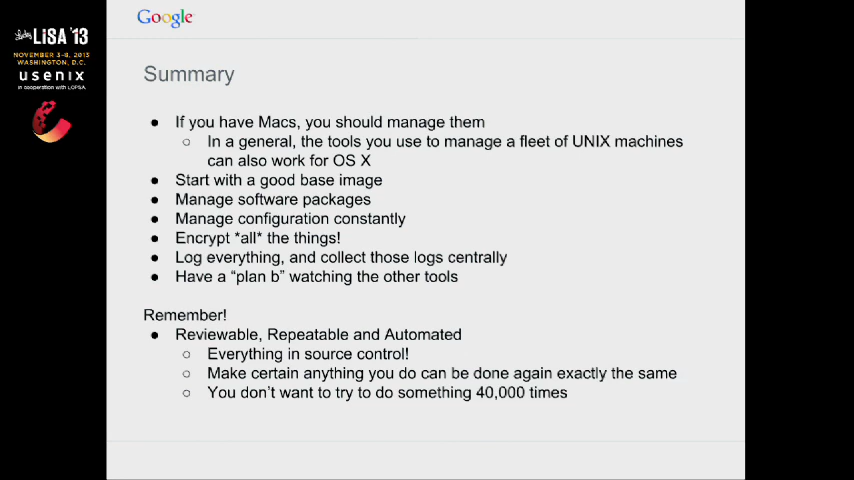 Google
LISA '13
NOVEMBER 3-8, 2013
WASHINGTON, D.C.
usenix
in cooperation with LOPSA
Summary
● If you have Macs, you should manage them
○ In a general, the tools you use to manage a fleet of UNIX machines
can also work for OS X
● Start with a good base image
● Manage software packages
● Manage configuration constantly
● Encrypt *all* the things!
● Log everything, and collect those logs centrally
● Have a “plan b” watching the other tools
Remember!
● Reviewable, Repeatable and Automated
○ Everything in source control!
○ Make certain anything you do can be done again exactly the same
○ You don’t want to try to do something 40,000 times